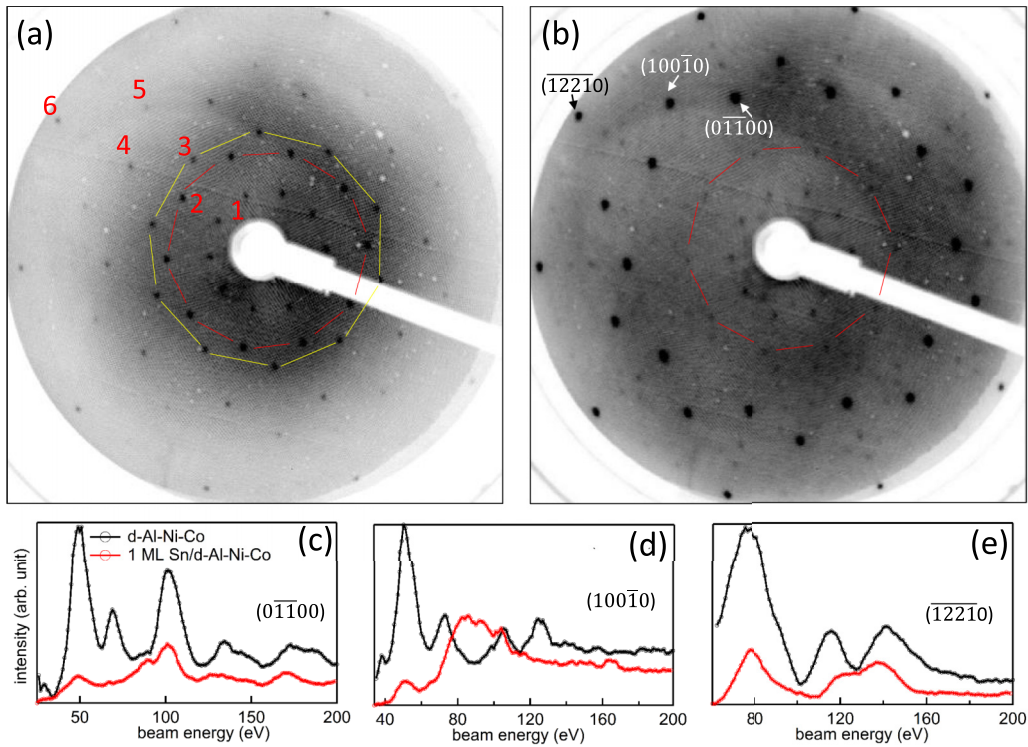 (a)
5
6
4
3
2
1
(b)
(1̅2̅2̅1̅0)
(1001̅0)
(01̅1̅00)
intensity (arb. unit)
d-Al-Ni-Co
1 ML Sn/d-Al-Ni-Co
(c)
(01̅1̅00)
50 100 150 200
beam energy (eV)
(d)
(1001̅0)
40 80 120 160 200
beam energy (eV)
(e)
(1̅2̅2̅1̅0)
80 120 160 200
beam energy (eV)